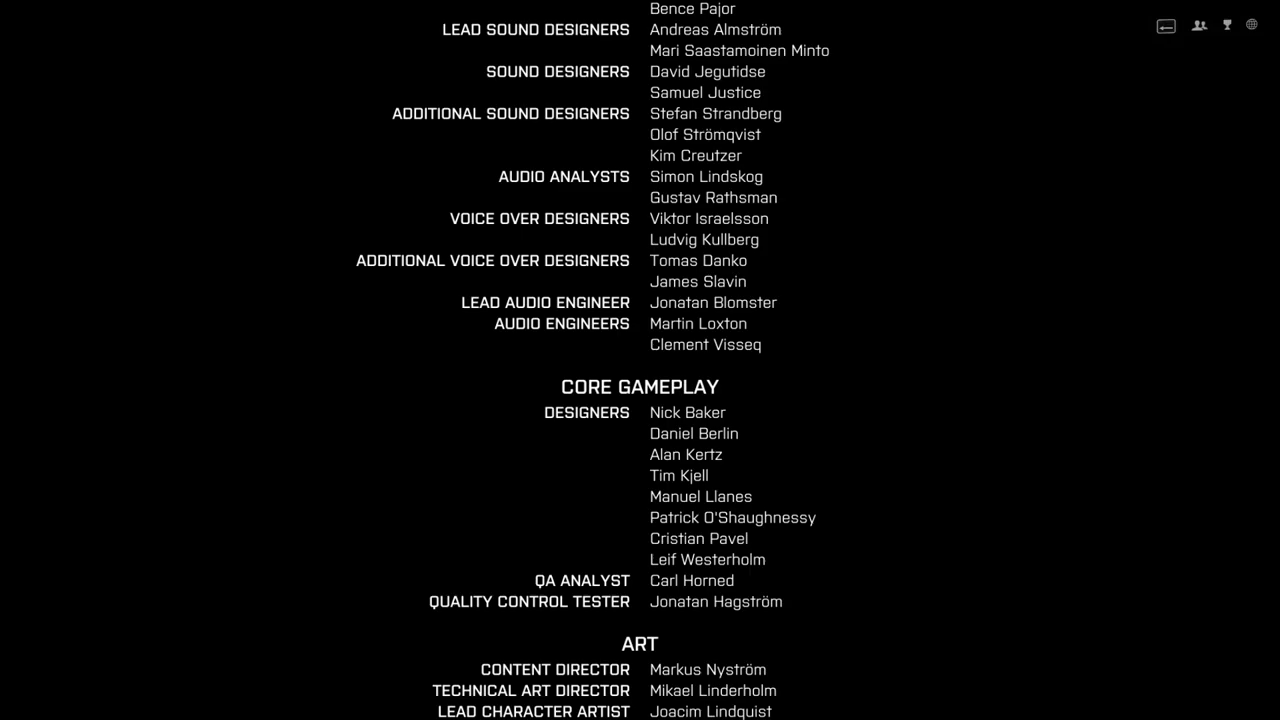 Bence Pajor
LEAD SOUND DESIGNERS Andreas Almström
Mari Saastamoinen Minto
SOUND DESIGNERS David Jegutidse
Samuel Justice
ADDITIONAL SOUND DESIGNERS Stefan Strandberg
Olof Strömqvist
Kim Creutzer
AUDIO ANALYSTS Simon Lindskog
Gustav Rathsman
VOICE OVER DESIGNERS Viktor Israelsson
Ludvig Kullberg
ADDITIONAL VOICE OVER DESIGNERS Tomas Danko
James Slavin
LEAD AUDIO ENGINEER Jonatan Blomster
AUDIO ENGINEERS Martin Loxton
Clement Visseq
CORE GAMEPLAY
DESIGNERS Nick Baker
Daniel Berlin
Alan Kertz
Tim Kjell
Manuel Llanes
Patrick O'Shaughnessy
Cristian Pavel
Leif Westerholm
QA ANALYST Carl Horned
QUALITY CONTROL TESTER Jonatan Hagström
ART
CONTENT DIRECTOR Markus Nyström
TECHNICAL ART DIRECTOR Mikael Linderholm
LEAD CHARACTER ARTIST Joacim Lindquist